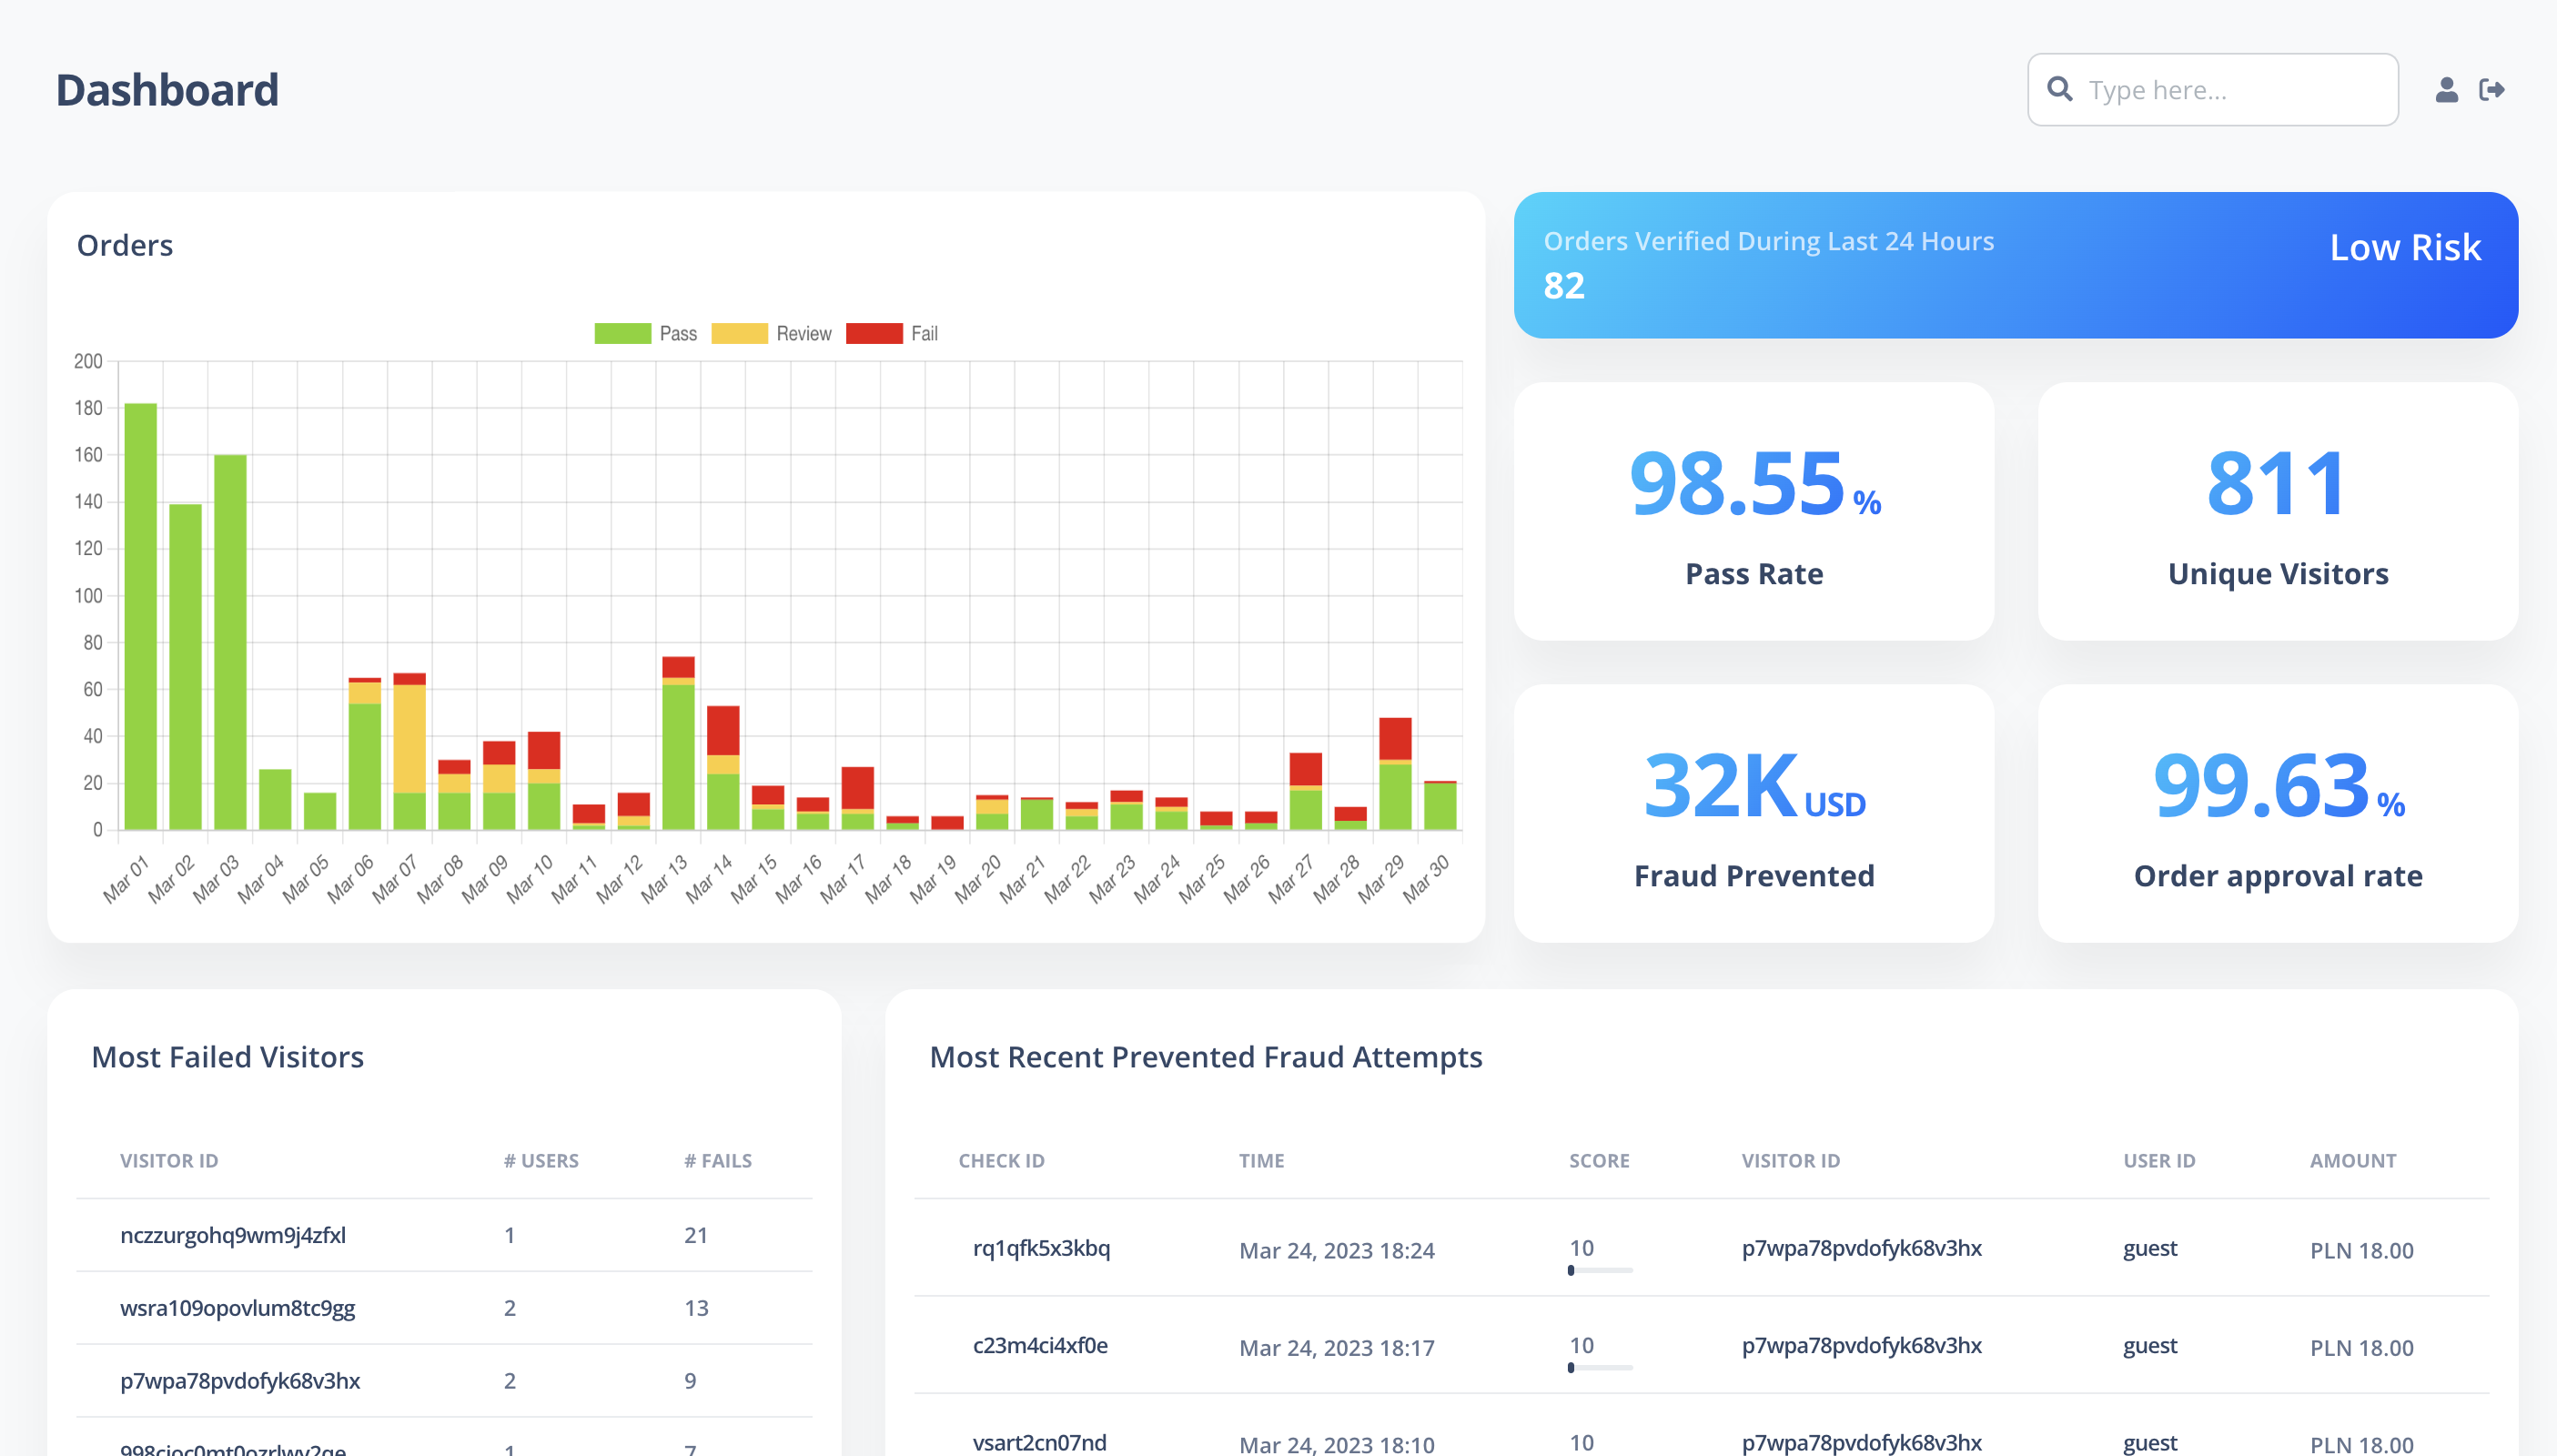 Dashboard
Type here...
Orders
Pass Review Fail
200
180
160
140
120
100
80
60
40
20
0
Mar 01 Mar 02 Mar 03 Mar 04 Mar 05 Mar 06 Mar 07 Mar 08 Mar 09 Mar 10 Mar 11 Mar 12 Mar 13 Mar 14 Mar 15 Mar 16 Mar 17 Mar 18 Mar 19 Mar 20 Mar 21 Mar 22 Mar 23 Mar 24 Mar 25 Mar 26 Mar 27 Mar 28 Mar 29 Mar 30
Orders Verified During Last 24 Hours
82
Low Risk
98.55 %
Pass Rate
811
Unique Visitors
32K USD
Fraud Prevented
99.63 %
Order approval rate
Most Failed Visitors
VISITOR ID # USERS # FAILS
nczzurgohq9wm9j4zfxl 1 21
wsra109opovlum8tc9gg 2 13
p7wpa78pvdofyk68v3hx 2 9
1 7
Most Recent Prevented Fraud Attempts
CHECK ID TIME SCORE VISITOR ID USER ID AMOUNT
rq1qfk5x3kbq Mar 24, 2023 18:24 10 p7wpa78pvdofyk68v3hx guest PLN 18.00
c23m4ci4xf0e Mar 24, 2023 18:17 10 p7wpa78pvdofyk68v3hx guest PLN 18.00
vsart2cn07nd Mar 24, 2023 18:10 10 p7wpa78pvdofyk68v3hx guest PLN 18.00